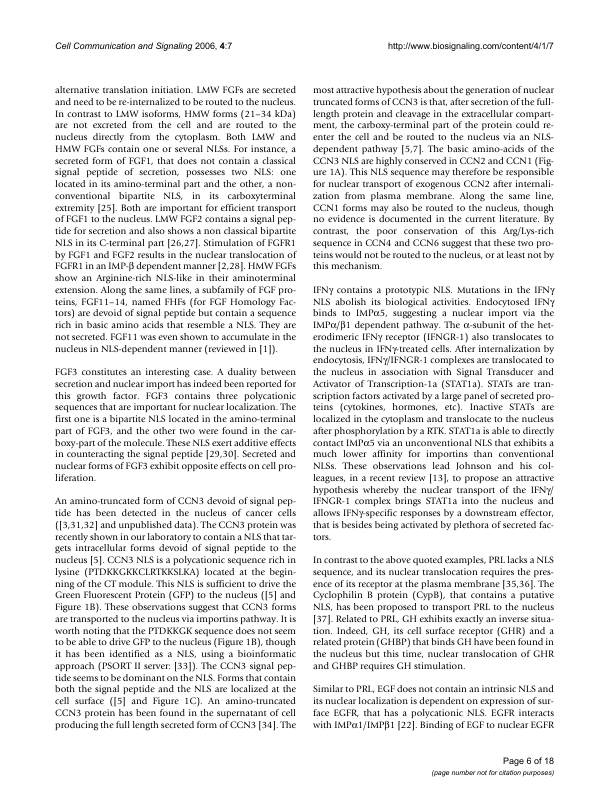 Cell Communication and Signaling 2006, 4:7
http://www.biosignaling.com/content/4/1/7
alternative translation initiation. LMW FGFs are secreted
and need to be re-internalized to be routed to the nucleus.
In contrast to LMW isoforms, HMW forms (21–34 kDa)
are not excreted from the cell and are routed to the
nucleus directly from the cytoplasm. Both LMW and
HMW FGFs contain one or several NLSs. For instance, a
secreted form of FGF1, that does not contain a classical
signal peptide of secretion, possesses two NLS: one
located in its amino-terminal part and the other, a non-
conventional bipartite NLS, in its carboxyterminal
extremity [25]. Both are important for efficient transport
of FGF1 to the nucleus. LMW FGF2 contains a signal pep-
tide for secretion and also shows a non classical bipartite
NLS in its C-terminal part [26,27]. Stimulation of FGFR1
by FGF1 and FGF2 results in the nuclear translocation of
FGFR1 in an IMP-β dependent manner [2,28]. HMW FGFs
show an Arginine-rich NLS-like in their aminoterminal
extension. Along the same lines, a subfamily of FGF pro-
teins, FGF11–14, named FHFs (for FGF Homology Fac-
tors) are devoid of signal peptide but contain a sequence
rich in basic amino acids that resemble a NLS. They are
not secreted. FGF11 was even shown to accumulate in the
nucleus in NLS-dependent manner (reviewed in [1]).
FGF3 constitutes an interesting case. A duality between
secretion and nuclear import has indeed been reported for
this growth factor. FGF3 contains three polycationic
sequences that are important for nuclear localization. The
first one is a bipartite NLS located in the amino-terminal
part of FGF3, and the other two were found in the car-
boxy-part of the molecule. These NLS exert additive effects
in counteracting the signal peptide [29,30]. Secreted and
nuclear forms of FGF3 exhibit opposite effects on cell pro-
liferation.
An amino-truncated form of CCN3 devoid of signal pep-
tide has been detected in the nucleus of cancer cells
([3,31,32] and unpublished data). The CCN3 protein was
recently shown in our laboratory to contain a NLS that tar-
gets intracellular forms devoid of signal peptide to the
nucleus [5]. CCN3 NLS is a polycationic sequence rich in
lysine (PTDKKGKKCLRTKKSLKA) located at the begin-
ning of the CT module. This NLS is sufficient to drive the
Green Fluorescent Protein (GFP) to the nucleus ([5] and
Figure 1B). These observations suggest that CCN3 forms
are transported to the nucleus via importins pathway. It is
worth noting that the PTDKKGK sequence does not seem
to be able to drive GFP to the nucleus (Figure 1B), though
it has been identified as a NLS, using a bioinformatic
approach (PSORT II server: [33]). The CCN3 signal pep-
tide seems to be dominant on the NLS. Forms that contain
both the signal peptide and the NLS are localized at the
cell surface ([5] and Figure 1C). An amino-truncated
CCN3 protein has been found in the supernatant of cell
producing the full length secreted form of CCN3 [34]. The
most attractive hypothesis about the generation of nuclear
truncated forms of CCN3 is that, after secretion of the full-
length protein and cleavage in the extracellular compart-
ment, the carboxy-terminal part of the protein could re-
enter the cell and be routed to the nucleus via an NLS-
dependent pathway [5,7]. The basic amino-acids of the
CCN3 NLS are highly conserved in CCN2 and CCN1 (Fig-
ure 1A). This NLS sequence may therefore be responsible
for nuclear transport of exogenous CCN2 after internali-
zation from plasma membrane. Along the same line,
CCN1 forms may also be routed to the nucleus, though
no evidence is documented in the current literature. By
contrast, the poor conservation of this Arg/Lys-rich
sequence in CCN4 and CCN6 suggest that these two pro-
teins would not be routed to the nucleus, or at least not by
this mechanism.
IFNγ contains a prototypic NLS. Mutations in the IFNγ
NLS abolish its biological activities. Endocytosed IFNγ
binds to IMPα5, suggesting a nuclear import via the
IMPα/β1 dependent pathway. The α-subunit of the het-
erodimeric IFNγ receptor (IFNGR-1) also translocates to
the nucleus in IFNγ-treated cells. After internalization by
endocytosis, IFNγ/IFNGR-1 complexes are translocated to
the nucleus in association with Signal Transducer and
Activator of Transcription-1a (STAT1a). STATs are tran-
scription factors activated by a large panel of secreted pro-
teins (cytokines, hormones, etc). Inactive STATs are
localized in the cytoplasm and translocate to the nucleus
after phosphorylation by a RTK. STAT1a is able to directly
contact IMPα5 via an unconventional NLS that exhibits a
much lower affinity for importins than conventional
NLSs. These observations lead Johnson and his col-
leagues, in a recent review [13], to propose an attractive
hypothesis whereby the nuclear transport of the IFNγ/
IFNGR-1 complex brings STAT1a into the nucleus and
allows IFNγ-specific responses by a downstream effector,
that is besides being activated by plethora of secreted fac-
tors.
In contrast to the above quoted examples, PRL lacks a NLS
sequence, and its nuclear translocation requires the pres-
ence of its receptor at the plasma membrane [35,36]. The
Cyclophilin B protein (CypB), that contains a putative
NLS, has been proposed to transport PRL to the nucleus
[37]. Related to PRL, GH exhibits exactly an inverse situa-
tion. Indeed, GH, its cell surface receptor (GHR) and a
related protein (GHBP) that binds GH have been found in
the nucleus but this time, nuclear translocation of GHR
and GHBP requires GH stimulation.
Similar to PRL, EGF does not contain an intrinsic NLS and
its nuclear localization is dependent on expression of sur-
face EGFR, that has a polycationic NLS. EGFR interacts
with IMPα1/IMPβ1 [22]. Binding of EGF to nuclear EGFR
Page 6 of 18
(page number not for citation purposes)